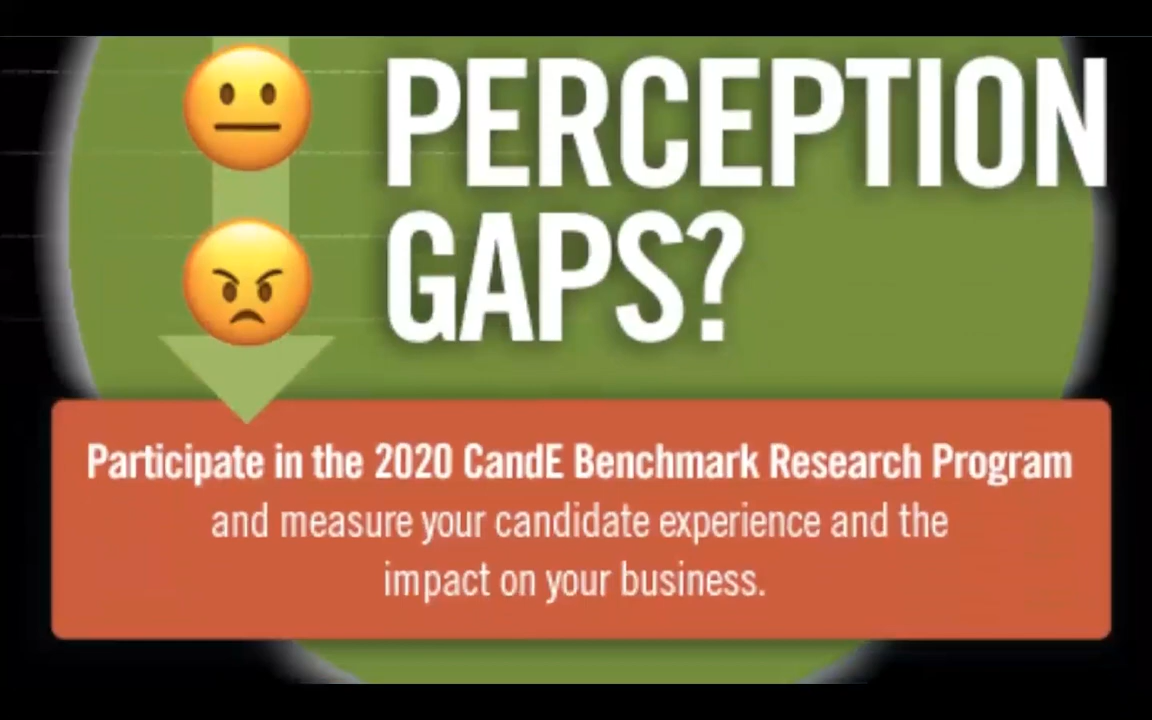 PERCEPTION
GAPS?
Participate in the 2020 CandE Benchmark Research Program
and measure your candidate experience and the
impact on your business.